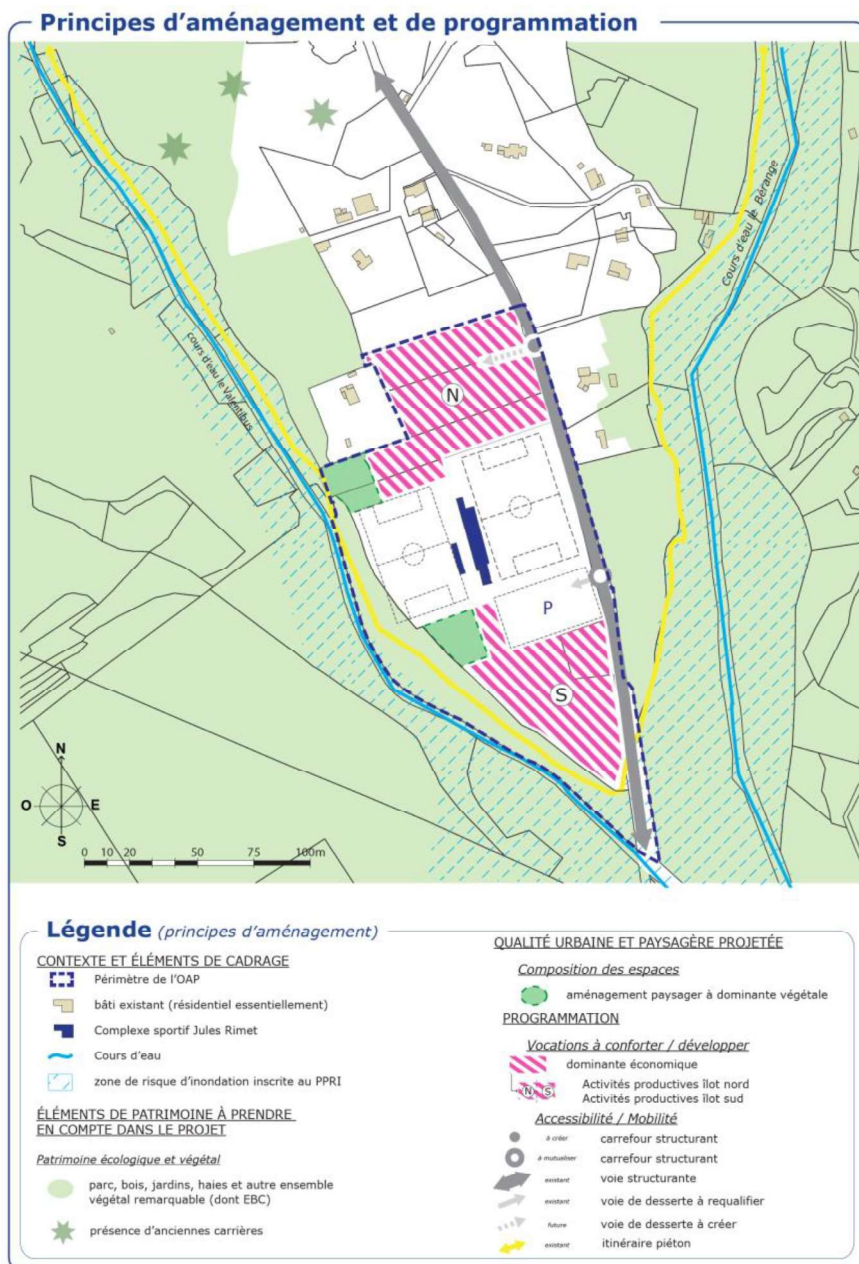 Principes d'aménagement et de programmation
Cours d'eau le Bérange
cours d'eau le Valentibus
N
P
S
N
O
E
S
0 10 20 50 75 100m
Légende (principes d'aménagement)
CONTEXTE ET ÉLÉMENTS DE CADRAGE
Périmètre de l'OAP
bâti existant (résidentiel essentiellement)
Complexe sportif Jules Rimet
Cours d'eau
zone de risque d'inondation inscrite au PPRI
ÉLÉMENTS DE PATRIMOINE À PRENDRE
EN COMPTE DANS LE PROJET
Patrimoine écologique et végétal
parc, bois, jardins, haies et autre ensemble
végétal remarquable (dont EBC)
présence d'anciennes carrières
QUALITÉ URBAINE ET PAYSAGÈRE PROJETÉE
Composition des espaces
aménagement paysager à dominante végétale
PROGRAMMATION
Vocations à conforter / développer
dominante économique
N S Activités productives îlot nord
Activités productives îlot sud
Accessibilité / Mobilité
à créer carrefour structurant
à mutualiser carrefour structurant
existant voie structurante
existant voie de desserte à requalifier
future voie de desserte à créer
existant itinéraire piéton